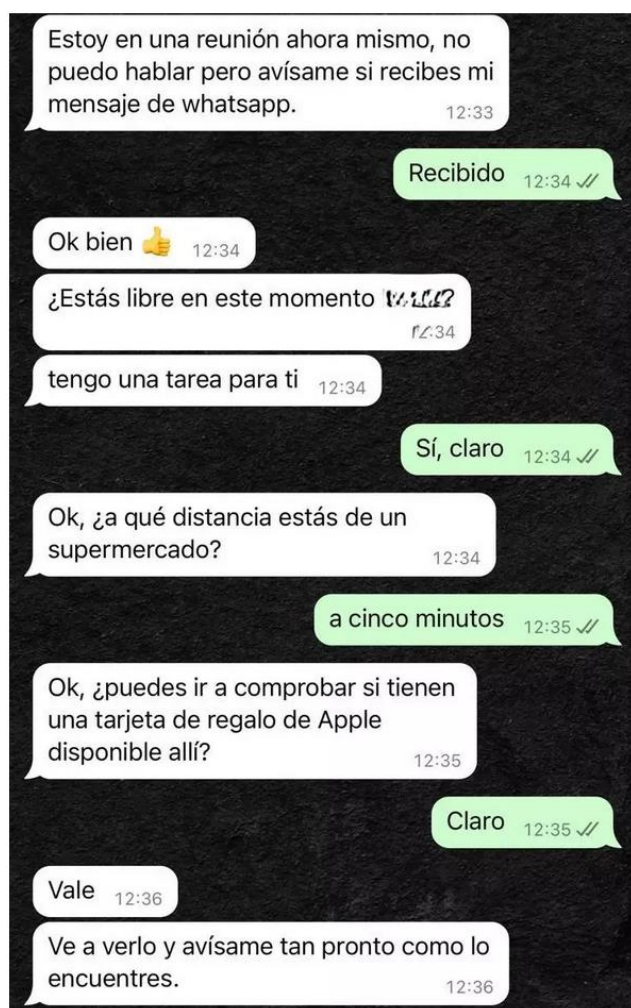 Estoy en una reunión ahora mismo, no
puedo hablar pero avísame si recibes mi
mensaje de whatsapp.
12:33
Recibido 12:34
Ok bien 👍 12:34
¿Estás libre en este momento
:34
tengo una tarea para ti 12:34
Sí, claro 12:34
Ok, ¿a qué distancia estás de un
supermercado? 12:34
a cinco minutos 12:35
Ok, ¿puedes ir a comprobar si tienen
una tarjeta de regalo de Apple
disponible allí? 12:35
Claro 12:35
Vale 12:36
Ve a verlo y avísame tan pronto como lo
encuentres. 12:36